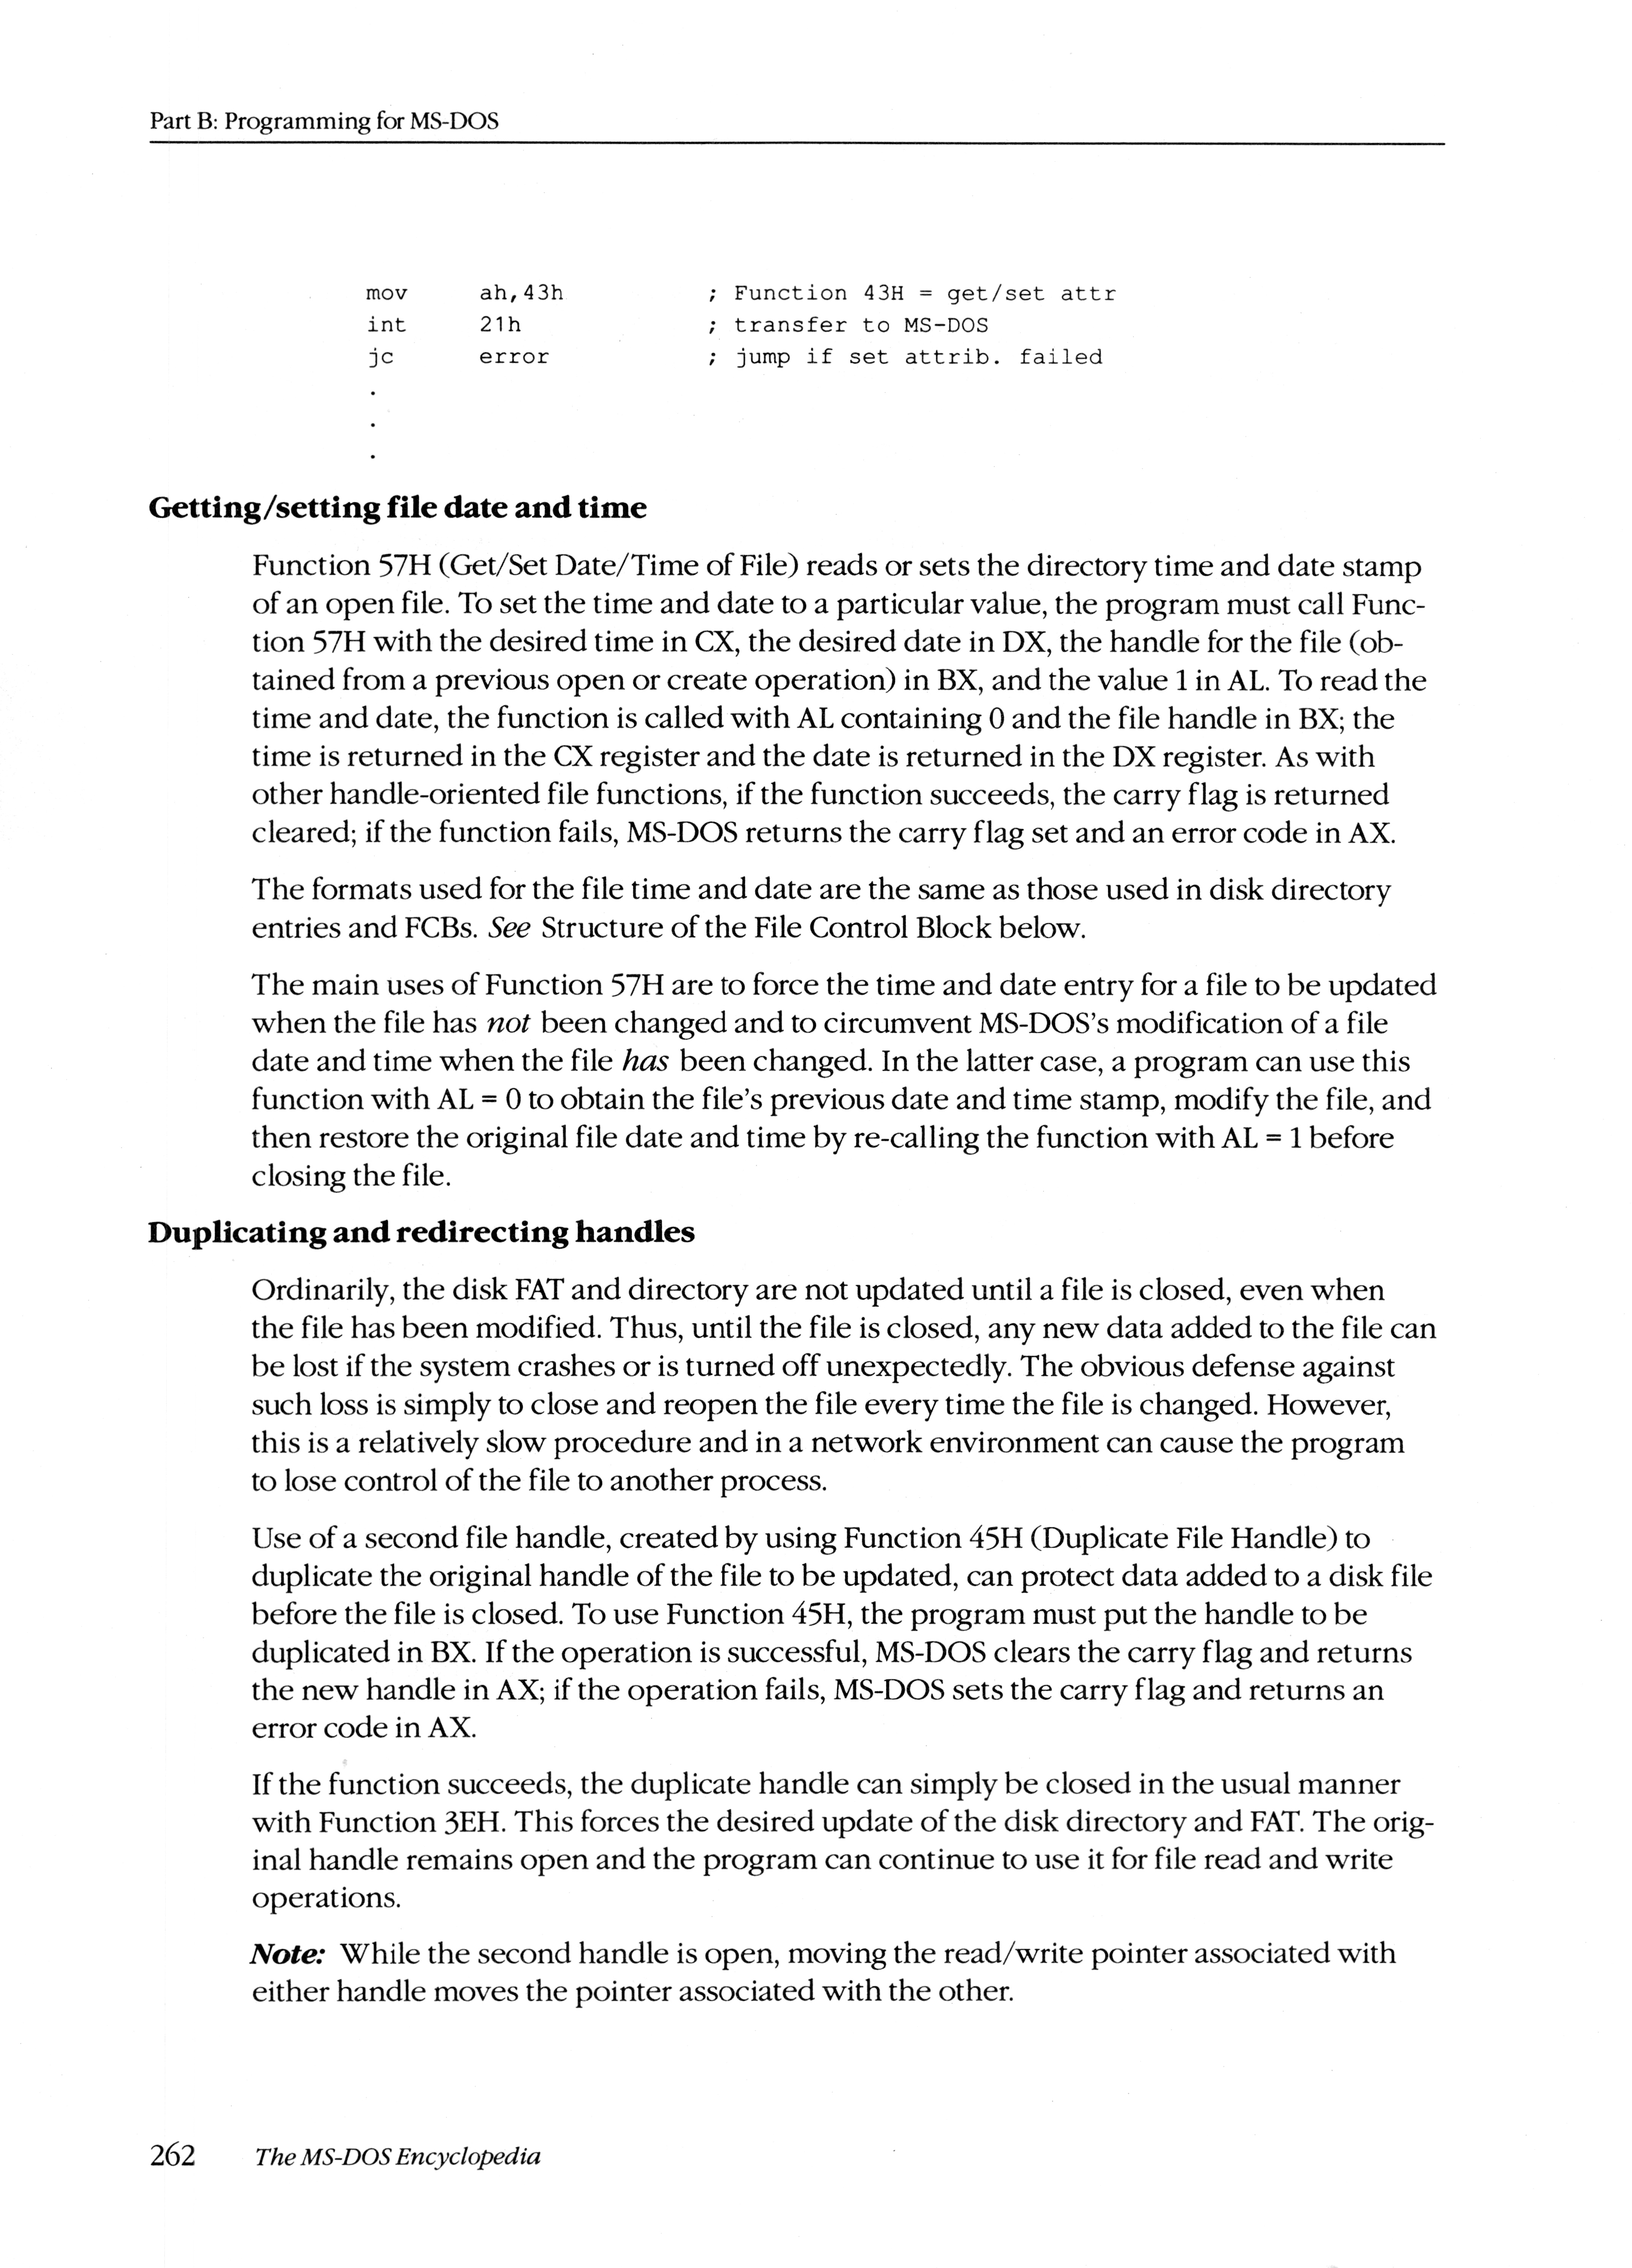 Part B: Programming for MS-DOS
mov ah,43h ; Function 43H = get/set attr
int 21h ; transfer to MS-DOS
jc error ; jump if set attrib. failed
.
.
.
Getting/setting file date and time
Function 57H (Get/Set Date/Time of File) reads or sets the directory time and date stamp
of an open file. To set the time and date to a particular value, the program must call Func-
tion 57H with the desired time in CX, the desired date in DX, the handle for the file (ob-
tained from a previous open or create operation) in BX, and the value 1 in AL. To read the
time and date, the function is called with AL containing 0 and the file handle in BX; the
time is returned in the CX register and the date is returned in the DX register. As with
other handle-oriented file functions, if the function succeeds, the carry flag is returned
cleared; if the function fails, MS-DOS returns the carry flag set and an error code in AX.
The formats used for the file time and date are the same as those used in disk directory
entries and FCBs. See Structure of the File Control Block below.
The main uses of Function 57H are to force the time and date entry for a file to be updated
when the file has not been changed and to circumvent MS-DOS's modification of a file
date and time when the file has been changed. In the latter case, a program can use this
function with AL = 0 to obtain the file's previous date and time stamp, modify the file, and
then restore the original file date and time by re-calling the function with AL = 1 before
closing the file.
Duplicating and redirecting handles
Ordinarily, the disk FAT and directory are not updated until a file is closed, even when
the file has been modified. Thus, until the file is closed, any new data added to the file can
be lost if the system crashes or is turned off unexpectedly. The obvious defense against
such loss is simply to close and reopen the file every time the file is changed. However,
this is a relatively slow procedure and in a network environment can cause the program
to lose control of the file to another process.
Use of a second file handle, created by using Function 45H (Duplicate File Handle) to
duplicate the original handle of the file to be updated, can protect data added to a disk file
before the file is closed. To use Function 45H, the program must put the handle to be
duplicated in BX. If the operation is successful, MS-DOS clears the carry flag and returns
the new handle in AX; if the operation fails, MS-DOS sets the carry flag and returns an
error code in AX.
If the function succeeds, the duplicate handle can simply be closed in the usual manner
with Function 3EH. This forces the desired update of the disk directory and FAT. The orig-
inal handle remains open and the program can continue to use it for file read and write
operations.
Note: While the second handle is open, moving the read/write pointer associated with
either handle moves the pointer associated with the other.
262 The MS-DOS Encyclopedia